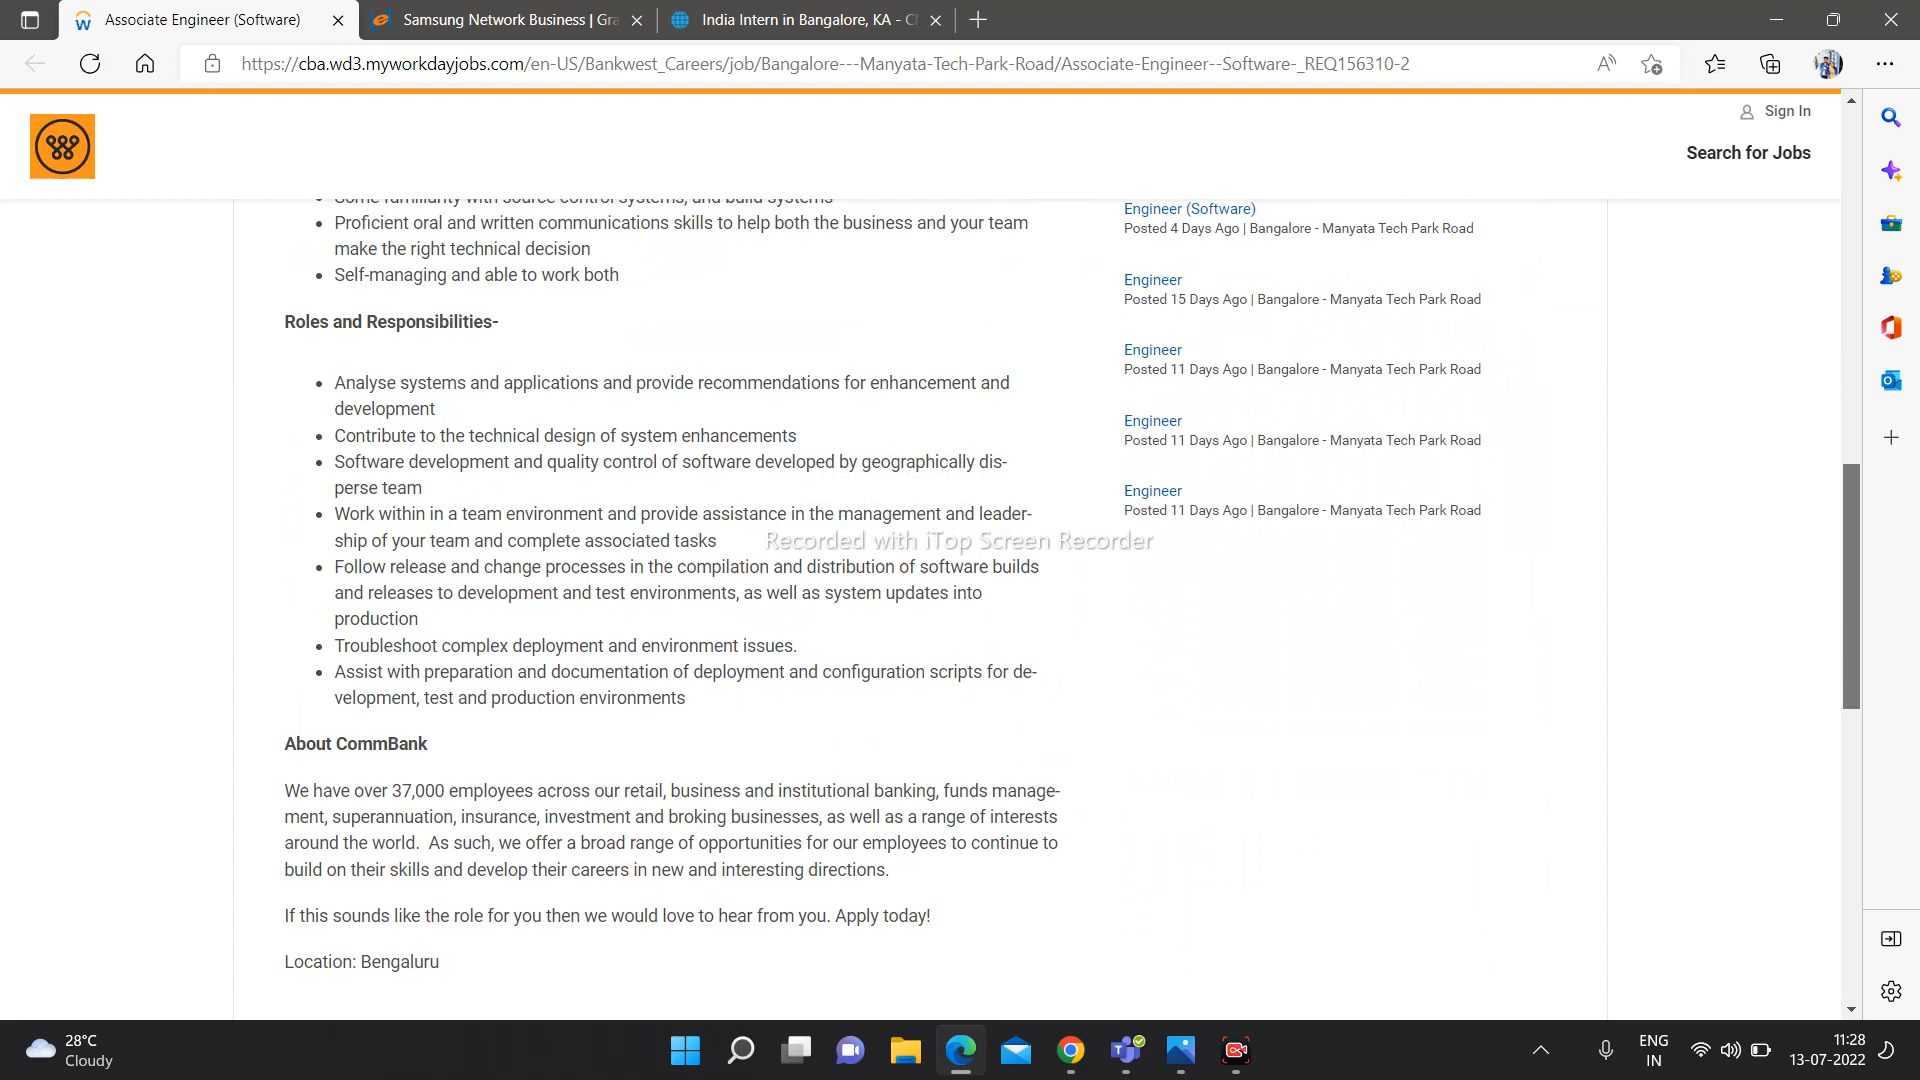 Associate Engineer (Software)
Samsung Network Business | Gra
India Intern in Bangalore, KA - Cl
https://cba.wd3.myworkdayjobs.com/en-US/Bankwest_Careers/job/Bangalore---Manyata-Tech-Park-Road/Associate-Engineer--Software-_REQ156310-2
Sign In
Search for Jobs
Some familiarity with source control systems, and build systems
Proficient oral and written communications skills to help both the business and your team
make the right technical decision
Self-managing and able to work both
Roles and Responsibilities-
Analyse systems and applications and provide recommendations for enhancement and
development
Contribute to the technical design of system enhancements
Software development and quality control of software developed by geographically dis-
perse team
Work within in a team environment and provide assistance in the management and leader-
ship of your team and complete associated tasks
Follow release and change processes in the compilation and distribution of software builds
and releases to development and test environments, as well as system updates into
production
Troubleshoot complex deployment and environment issues.
Assist with preparation and documentation of deployment and configuration scripts for de-
velopment, test and production environments
About CommBank
We have over 37,000 employees across our retail, business and institutional banking, funds manage-
ment, superannuation, insurance, investment and broking businesses, as well as a range of interests
around the world.  As such, we offer a broad range of opportunities for our employees to continue to
build on their skills and develop their careers in new and interesting directions.
If this sounds like the role for you then we would love to hear from you. Apply today!
Location: Bengaluru
Engineer (Software)
Posted 4 Days Ago | Bangalore - Manyata Tech Park Road
Engineer
Posted 15 Days Ago | Bangalore - Manyata Tech Park Road
Engineer
Posted 11 Days Ago | Bangalore - Manyata Tech Park Road
Engineer
Posted 11 Days Ago | Bangalore - Manyata Tech Park Road
Engineer
Posted 11 Days Ago | Bangalore - Manyata Tech Park Road
Recorded with iTop Screen Recorder
28°C
Cloudy
ENG
IN
11:28
13-07-2022